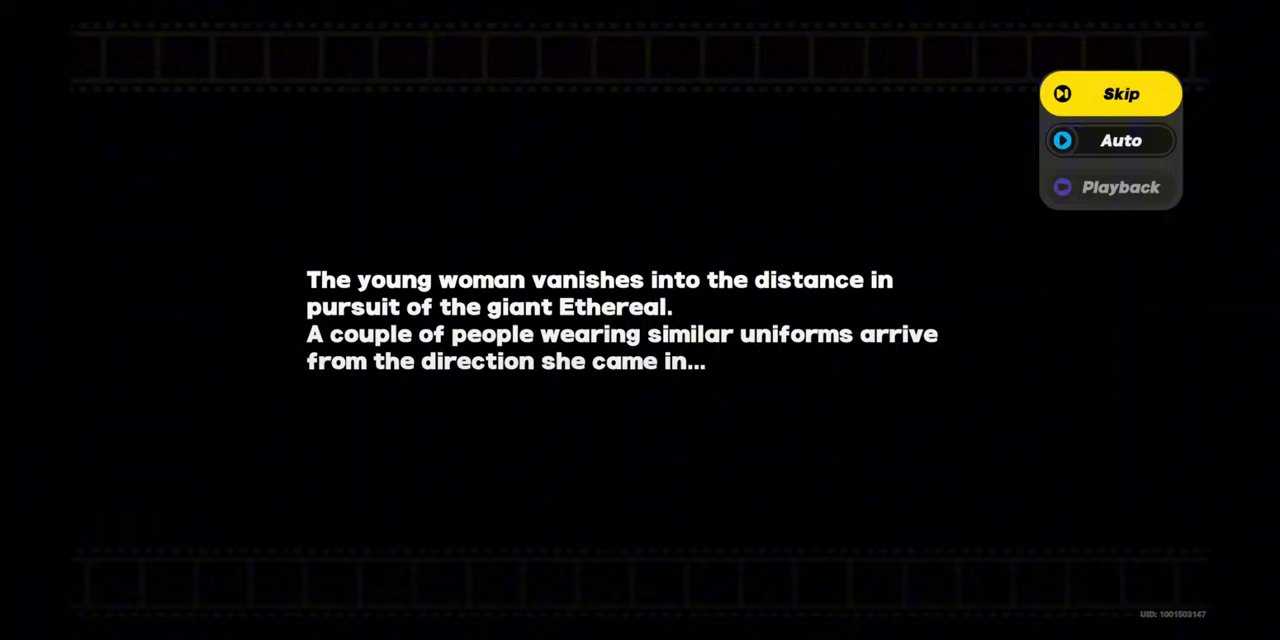 Skip
Auto
Playback
The young woman vanishes into the distance in
pursuit of the giant Ethereal.
A couple of people wearing similar uniforms arrive
from the direction she came in...
UID: 1001503147